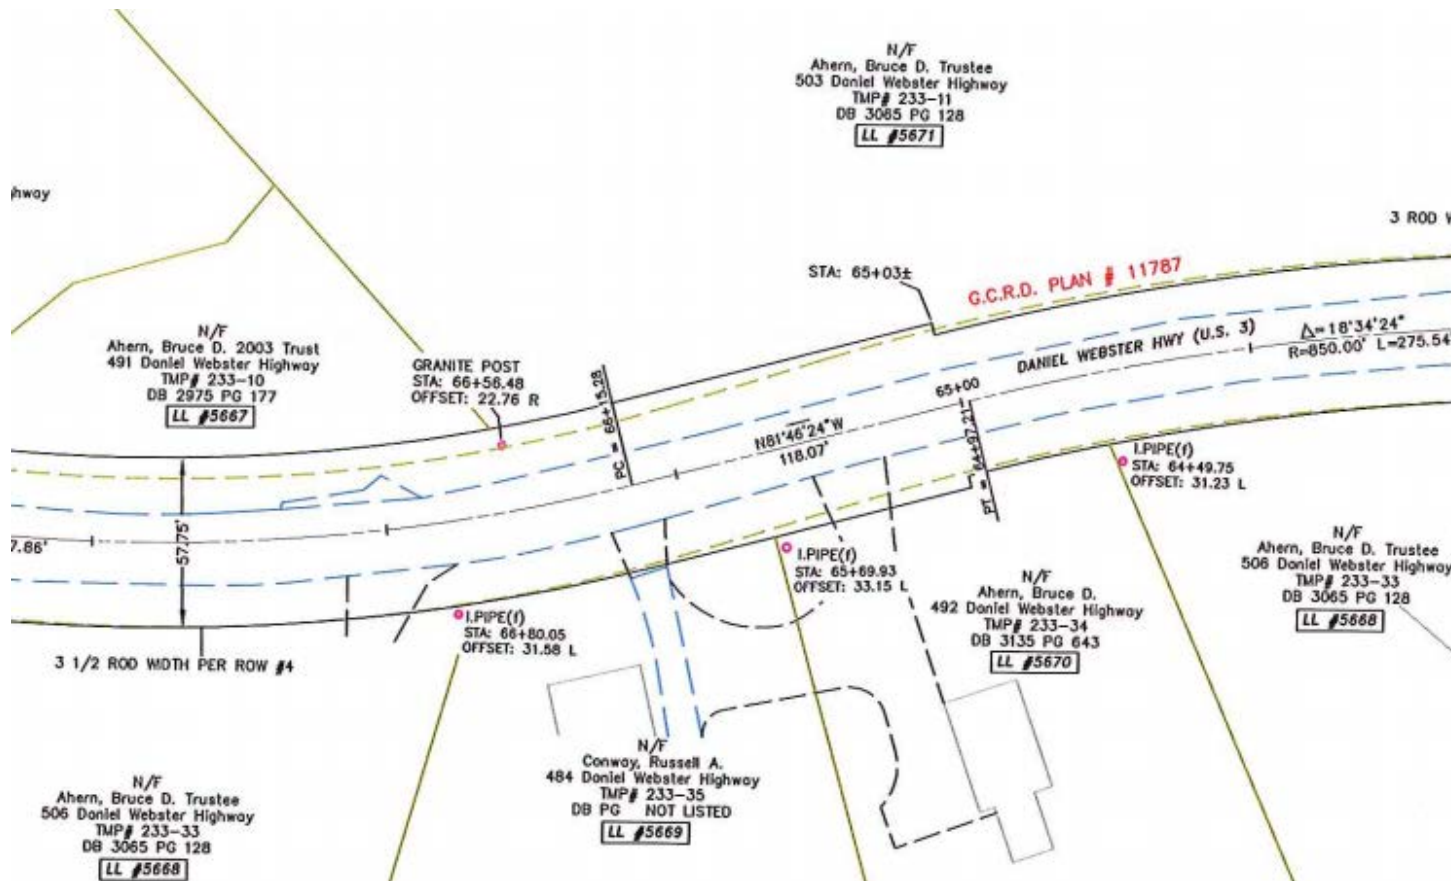 N/F
Ahern, Bruce D. Trustee
503 Daniel Webster Highway
TMP# 233-11
DB 3065 PG 128
LL #5671
hway
3 ROD W
STA: 65+03±
G.C.R.D. PLAN # 11787
N/F
Ahern, Bruce D. 2003 Trust
491 Daniel Webster Highway
TMP# 233-10
DB 2975 PG 177
LL #5667
GRANITE POST
STA: 66+56.48
OFFSET: 22.76 R
PC = 66+15.28
N81°46'24"W
118.07'
65+00
PT = 64+97.21
DANIEL WEBSTER HWY (U.S. 3)
Δ=18°34'24"
R=850.00' L=275.54'
I.PIPE(f)
STA: 64+49.75
OFFSET: 31.23 L
7.86'
57.75'
I.PIPE(f)
STA: 65+69.93
OFFSET: 33.15 L
I.PIPE(f)
STA: 66+80.05
OFFSET: 31.58 L
3 1/2 ROD WIDTH PER ROW #4
N/F
Ahern, Bruce D.
492 Daniel Webster Highway
TMP# 233-34
DB 3135 PG 643
LL #5670
N/F
Ahern, Bruce D. Trustee
506 Daniel Webster Highway
TMP# 233-33
DB 3065 PG 128
LL #5668
N/F
Conway, Russell A.
484 Daniel Webster Highway
TMP# 233-35
DB PG NOT LISTED
LL #5669
N/F
Ahern, Bruce D. Trustee
506 Daniel Webster Highway
TMP# 233-33
DB 3065 PG 128
LL #5668